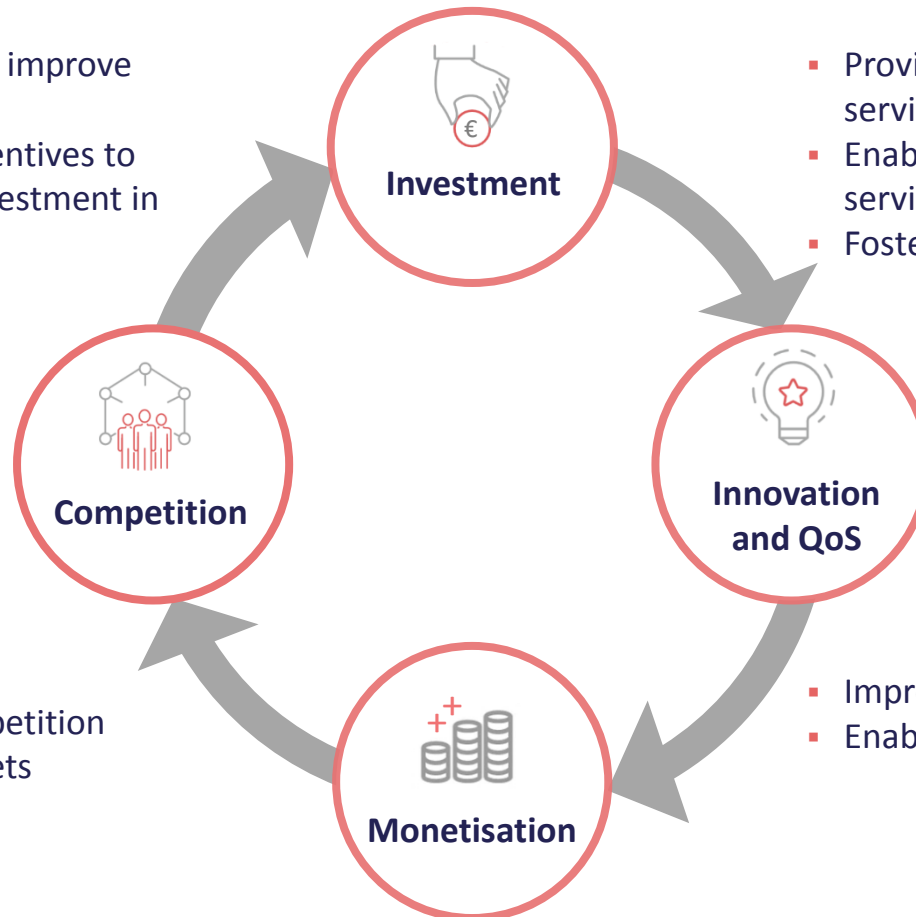 improve
entives to
vestment in
€
Investment
▪ Provi
servi
▪ Enab
servi
▪ Foste
Competition
Innovation
and QoS
petition
ets
++
Monetisation
▪ Impr
▪ Enab